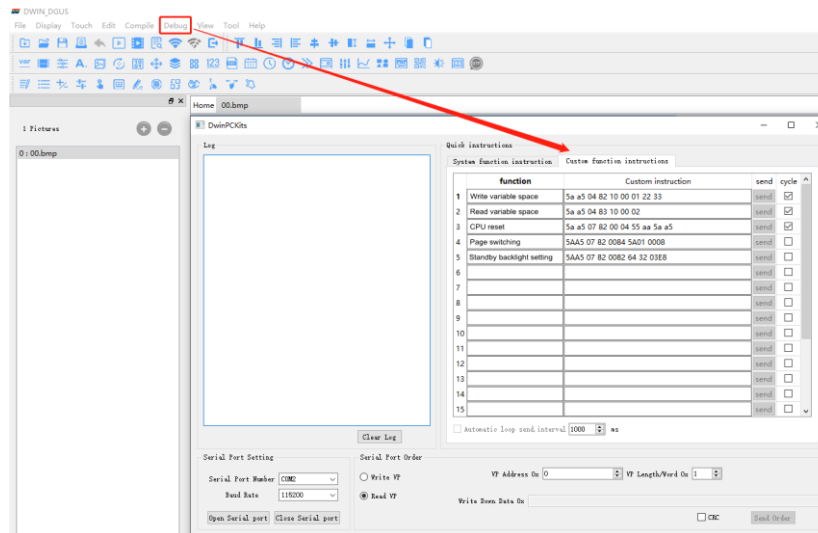 DWIN_DGUS
File Display Touch Edit Compile Debug View Tool Help
Home 00.bmp
1 Pictures
0 : 00.bmp
DwinPCKits
Log
Quick instructions
System function instruction Custom function instructions
function Custom instruction send cycle
1 Write variable space 5a a5 04 82 10 00 01 22 33 send
2 Read variable space 5a a5 04 83 10 00 02 send
3 CPU reset 5a a5 07 82 00 04 55 aa 5a a5 send
4 Page switching 5AA5 07 82 0084 5A01 0008 send
5 Standby backlight setting 5AA5 07 82 0082 64 32 03E8 send
6 send
7 send
8 send
9 send
10 send
11 send
12 send
13 send
14 send
15 send
Automatic loop send, interval 1000 ms
Clear Log
Serial Port Setting
Serial Port Number COM2
Baud Rate 115200
Open Serial port Close Serial port
Serial Port Order
Write VP
Read VP
VP Address 0x 0 VP Length/Word 0x 1
Write Down Data 0x
CRC Send Order